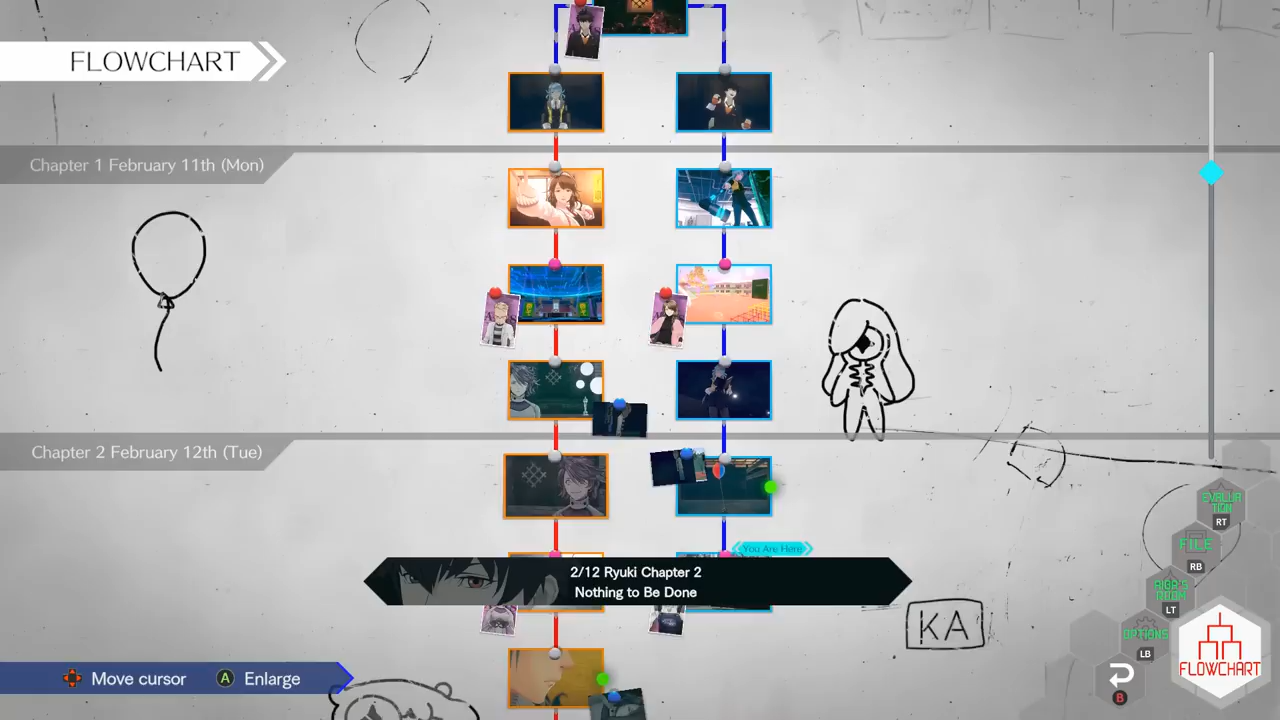 FLOWCHART
Chapter 1 February 11th (Mon)
Chapter 2 February 12th (Tue)
You Are Here
2/12 Ryuki Chapter 2
Nothing to Be Done
KA
EVALUA
TION
RT
FILE
RB
AIBA'S
ROOM
LT
OPTIONS
LB
FLOWCHART
B
Move cursor
A Enlarge